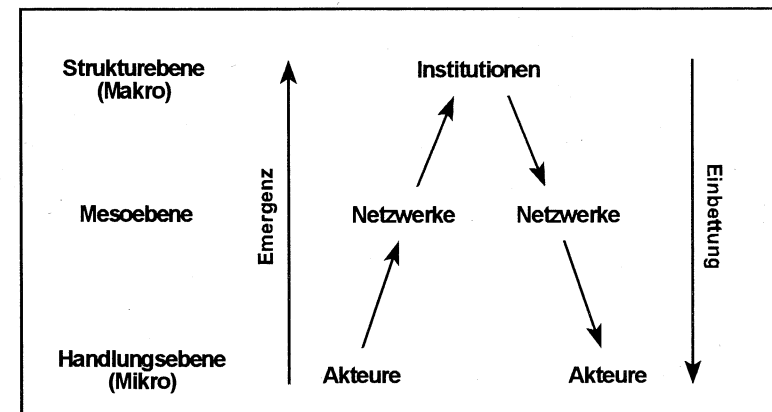 Strukturebene
(Makro)
Institutionen
Emergenz
Einbettung
Mesoebene
Netzwerke
Netzwerke
Handlungsebene
(Mikro)
Akteure
Akteure